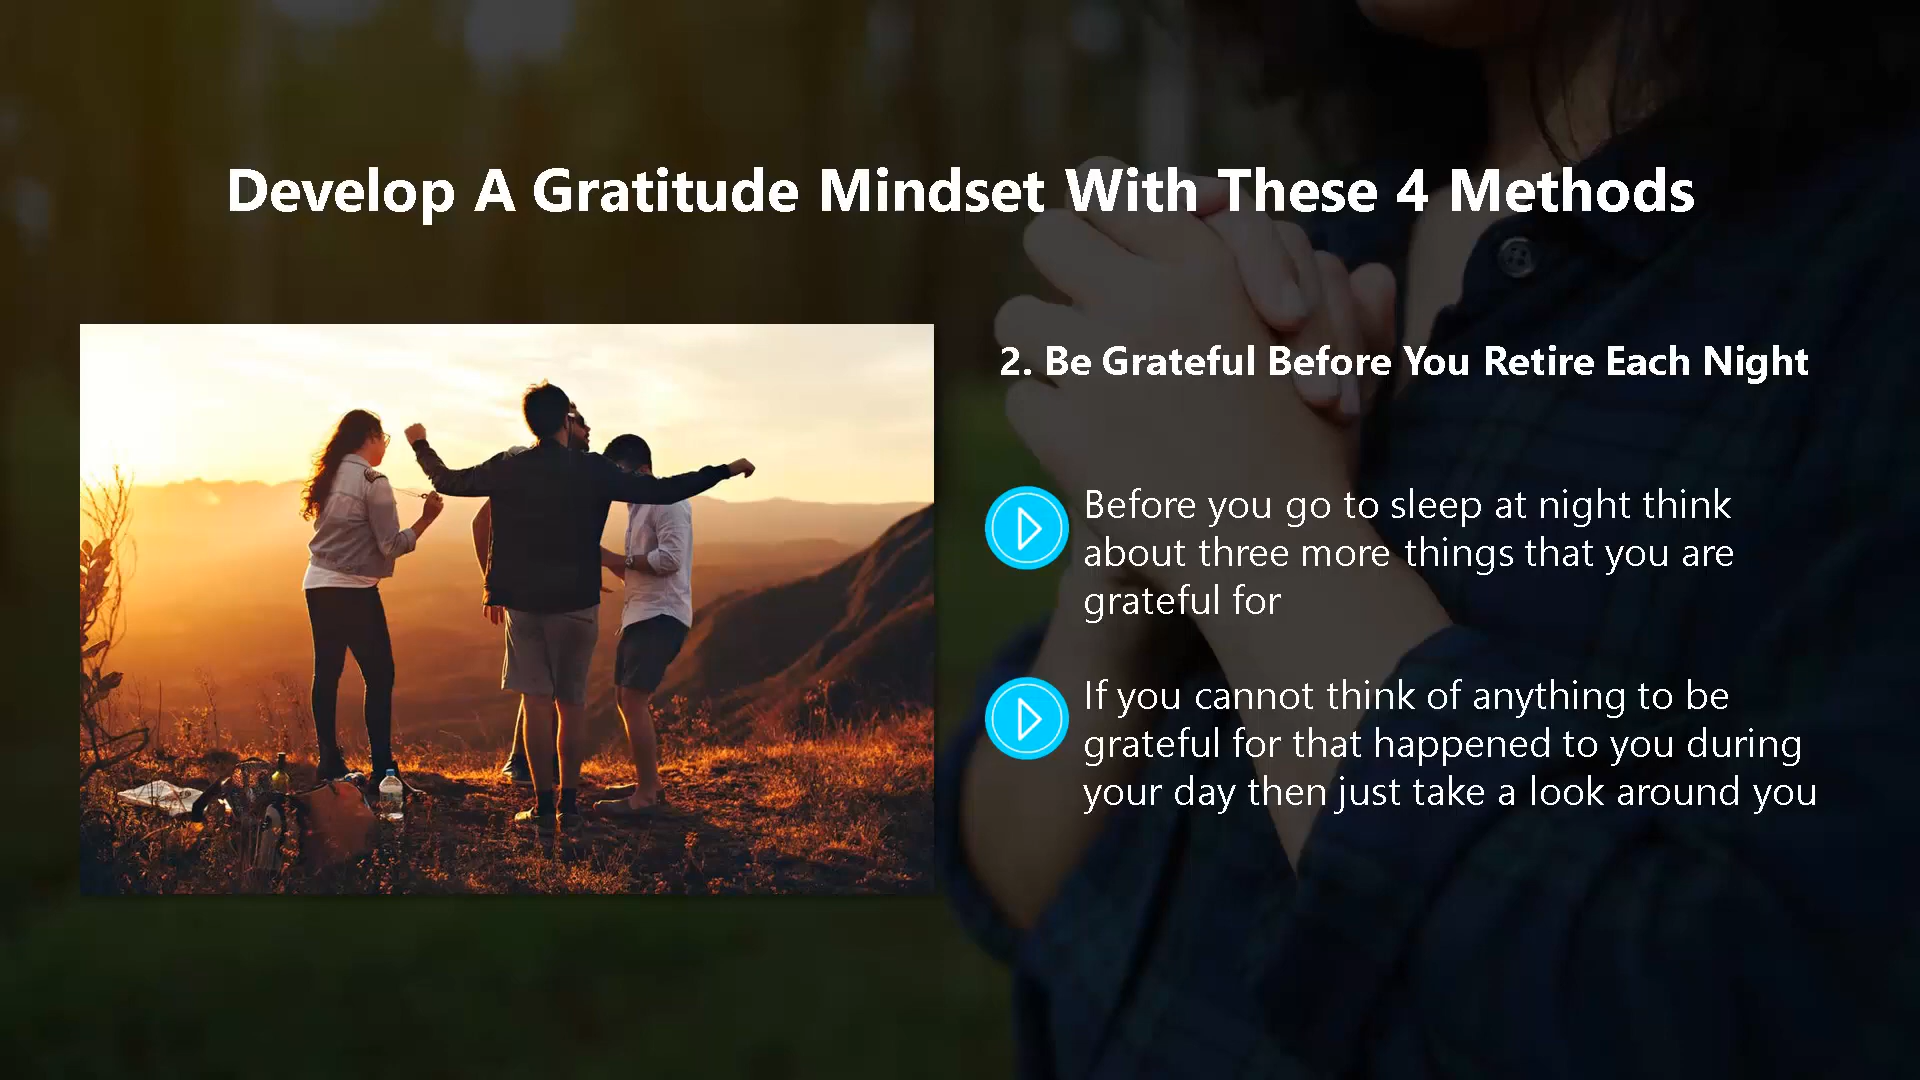 Develop A Gratitude Mindset With These 4 Methods
2. Be Grateful Before You Retire Each Night
Before you go to sleep at night think
about three more things that you are
grateful for
If you cannot think of anything to be
grateful for that happened to you during
your day then just take a look around you